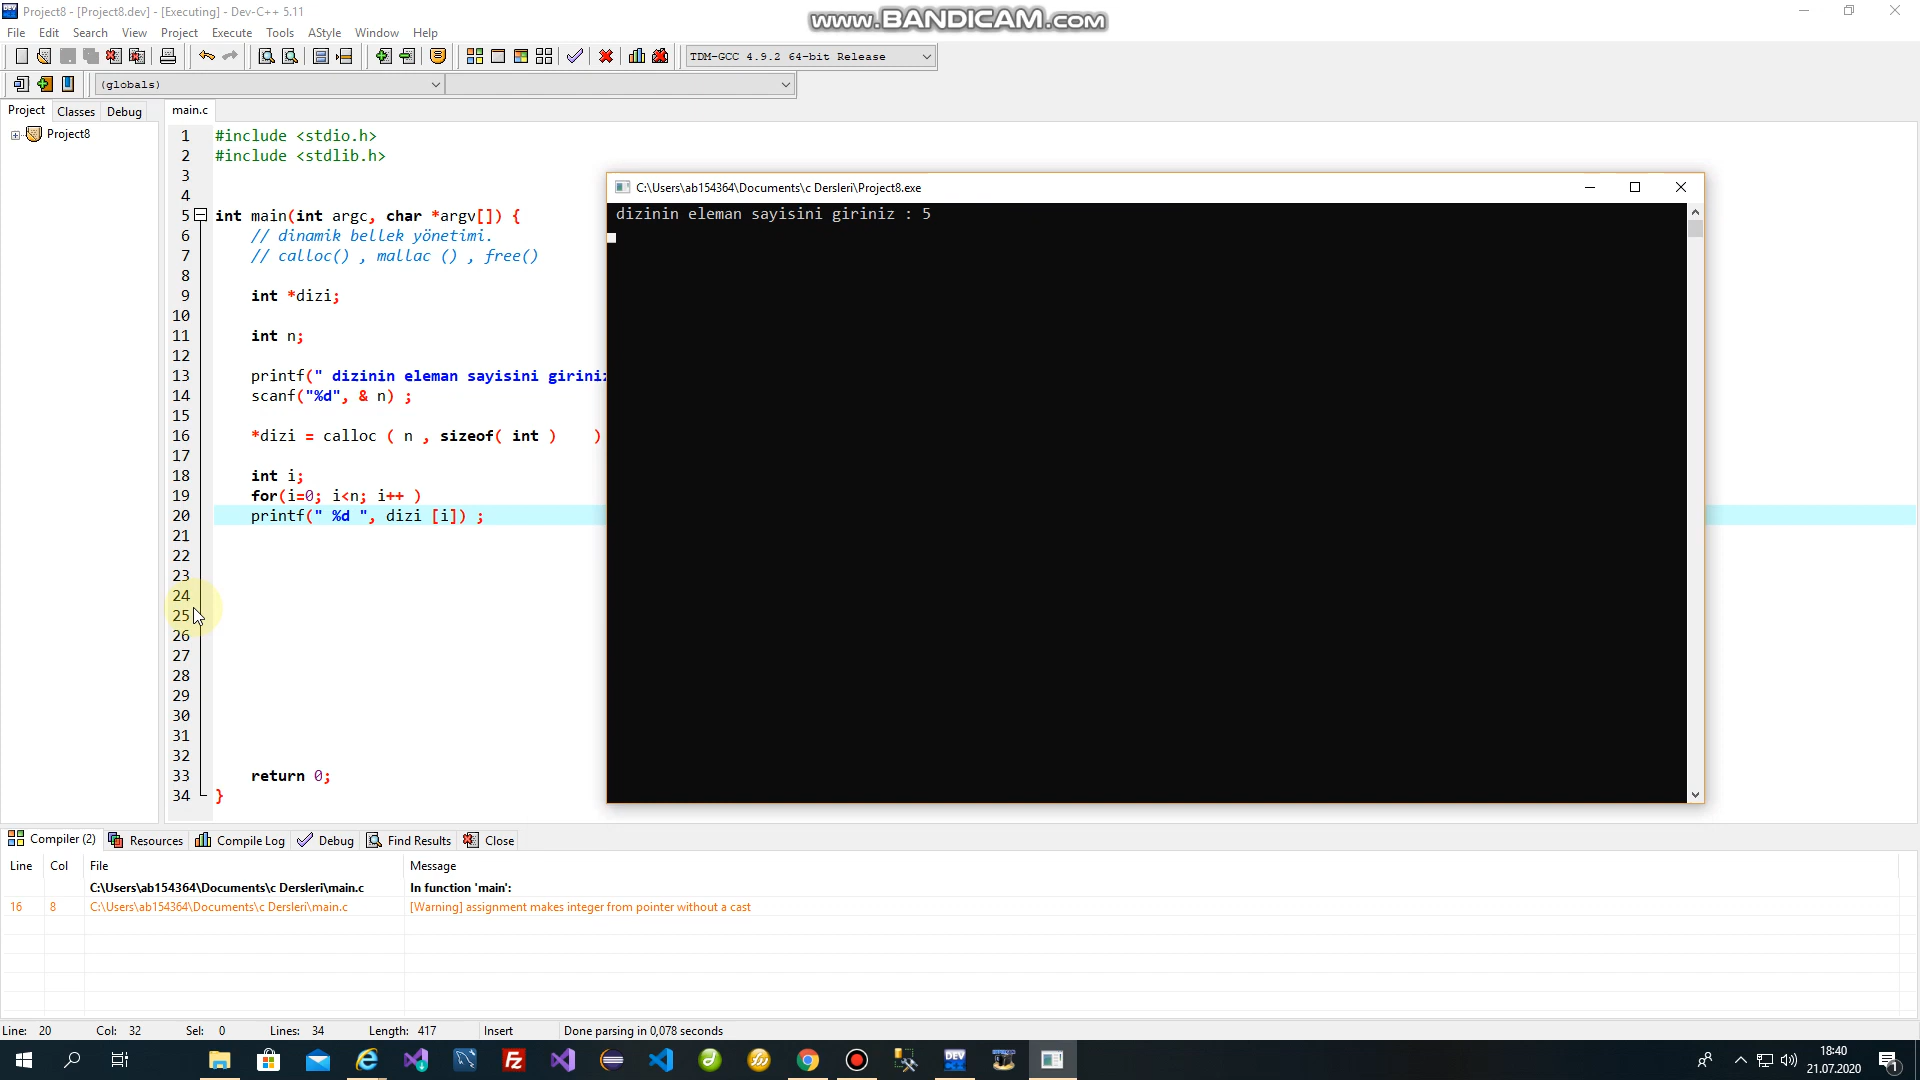 Project8 - [Project8.dev] - [Executing] - Dev-C++ 5.11
www.BANDICAM.com
File Edit Search View Project Execute Tools AStyle Window Help
TDM-GCC 4.9.2 64-bit Release
(globals)
Project Classes Debug
main.c
Project8
1 #include <stdio.h>
2 #include <stdlib.h>
3
4
5 int main(int argc, char *argv[]) {
6 // dinamik bellek yönetimi.
7 // calloc() , mallac () , free()
8
9 int *dizi;
10
11 int n;
12
13 printf(" dizinin eleman sayisini giriniz
14 scanf("%d", & n) ;
15
16 *dizi = calloc ( n , sizeof( int ) )
17
18 int i;
19 for(i=0; i<n; i++ )
20 printf(" %d ", dizi [i]) ;
21
22
23
24
25
26
27
28
29
30
31
32
33 return 0;
34 }
C:\Users\ab154364\Documents\c Dersleri\Project8.exe
dizinin eleman sayisini giriniz : 5
Compiler (2) Resources Compile Log Debug Find Results Close
Line Col File Message
C:\Users\ab154364\Documents\c Dersleri\main.c In function 'main':
16 8 C:\Users\ab154364\Documents\c Dersleri\main.c [Warning] assignment makes integer from pointer without a cast
Line: 20 Col: 32 Sel: 0 Lines: 34 Length: 417 Insert Done parsing in 0,078 seconds
DEV
18:40
21.07.2020
1